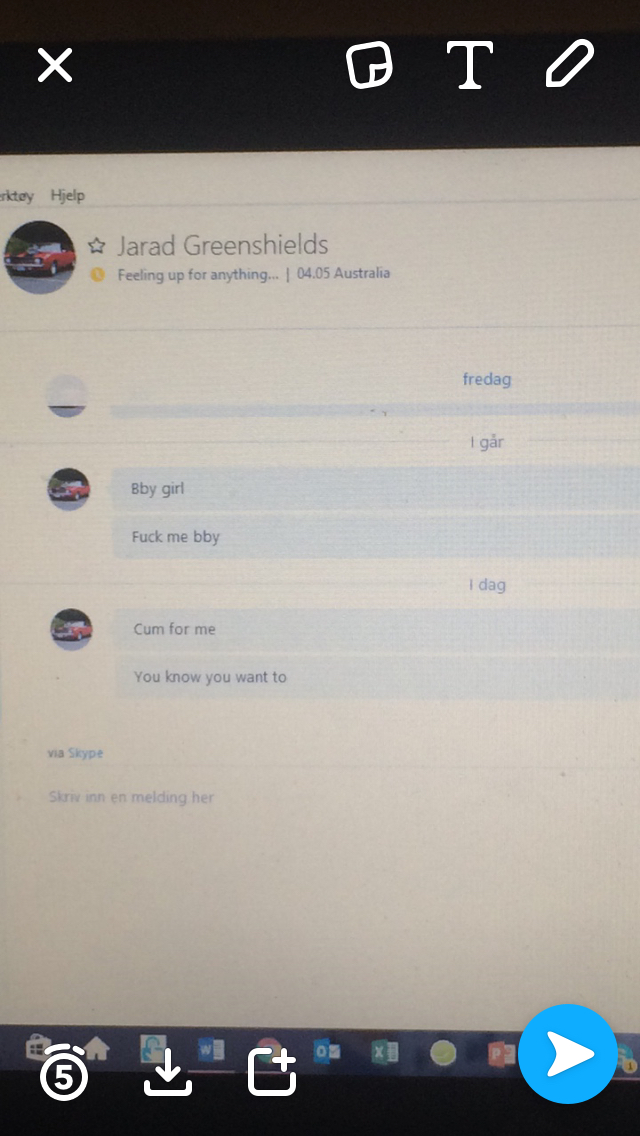 T
rktøy Hjelp
Jarad Greenshields
Feeling up for anything... | 04.05 Australia
fredag
I går
Bby girl
Fuck me bby
I dag
Cum for me
You know you want to
via Skype
Skriv inn en melding her
5